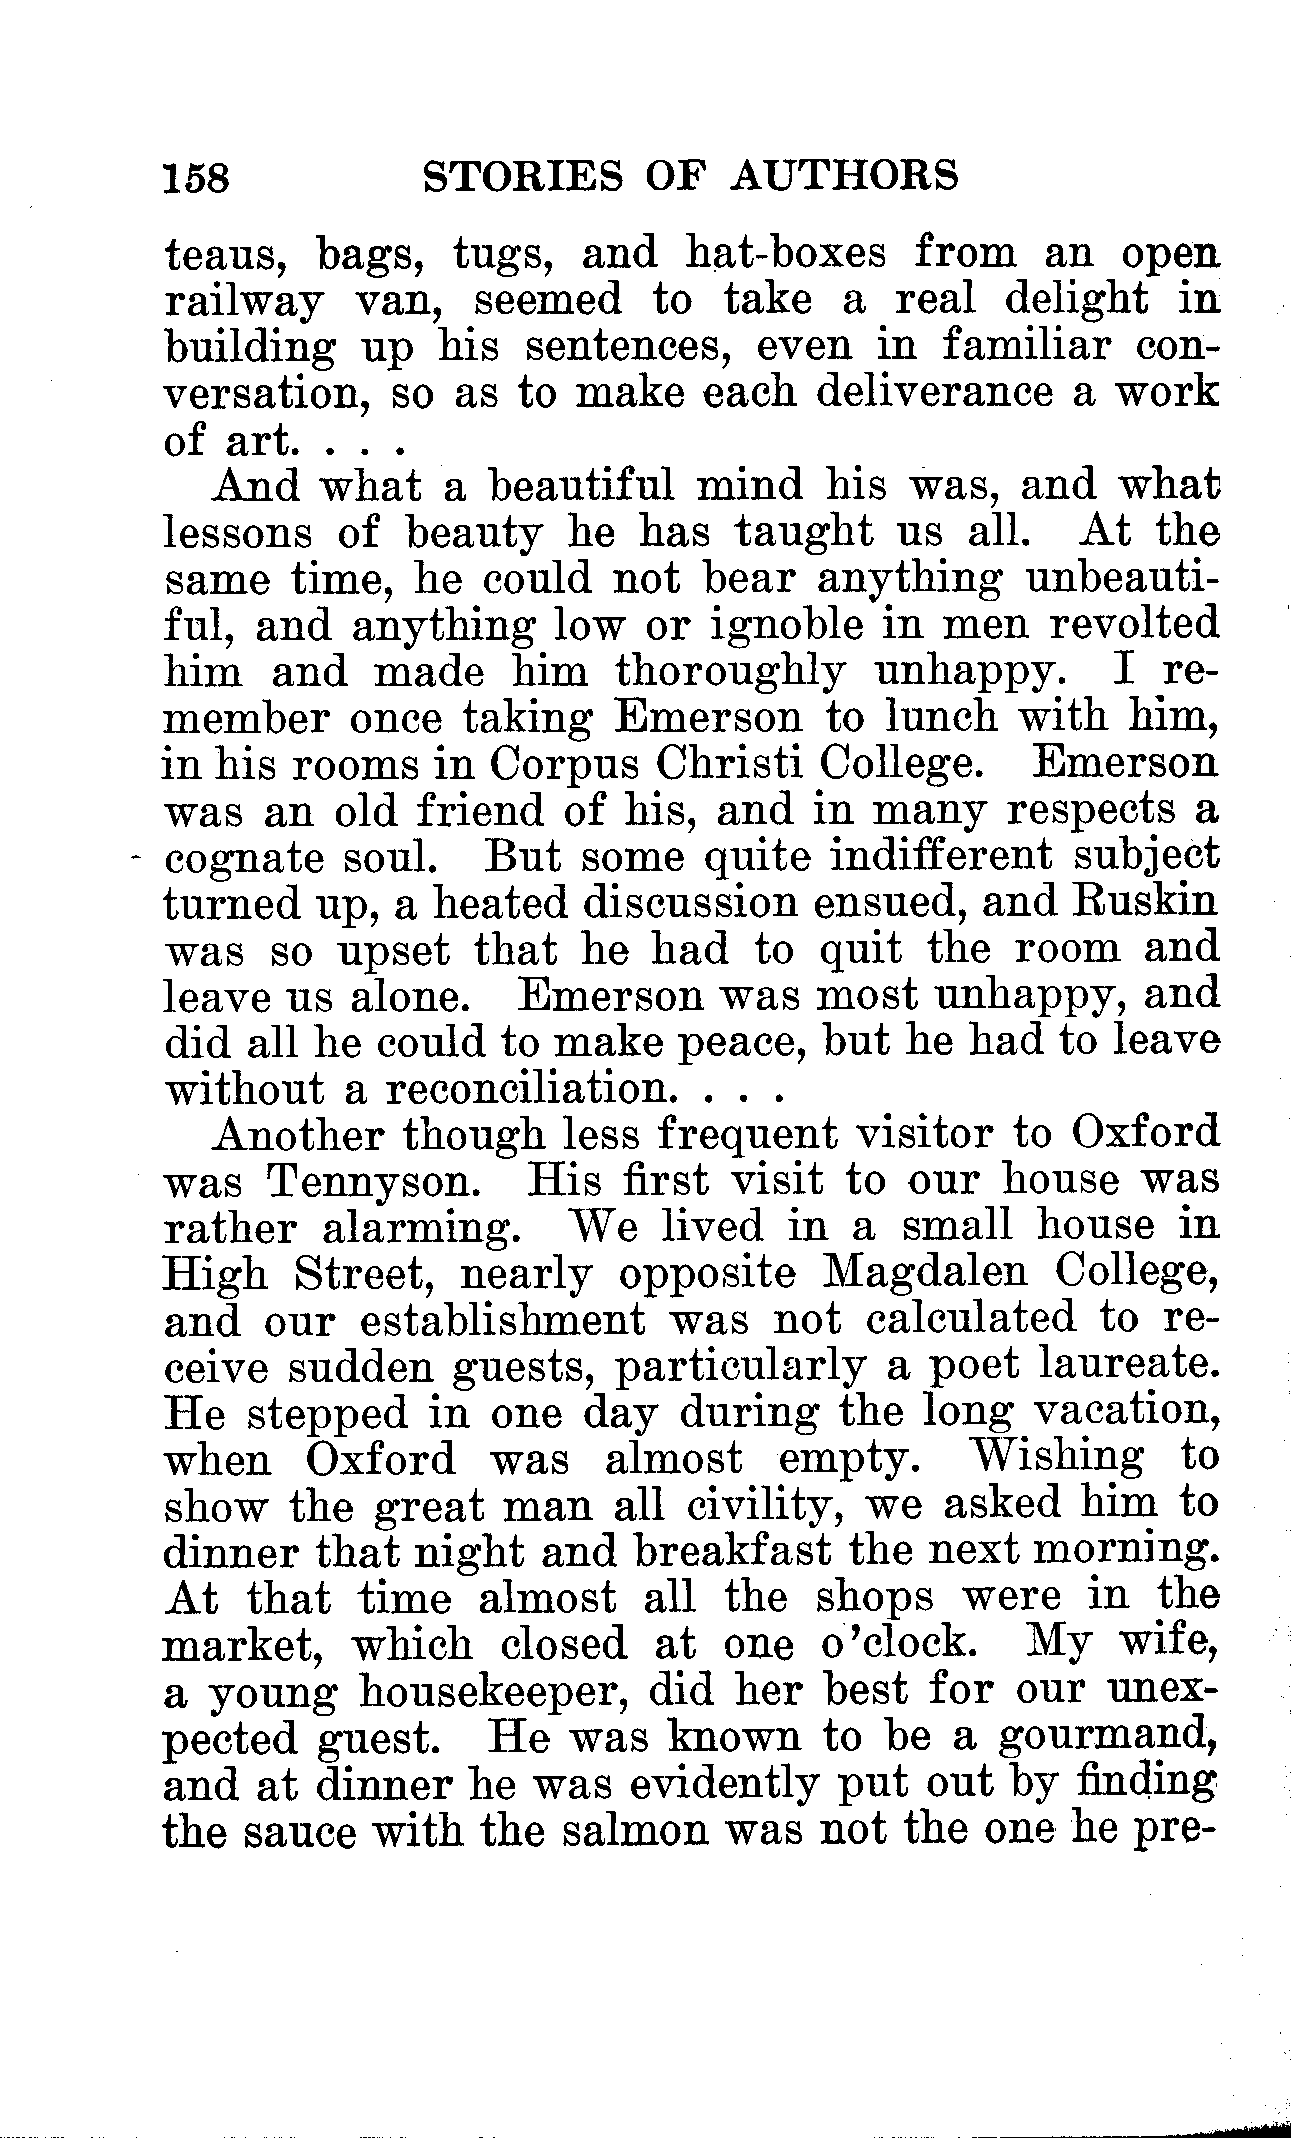 158 STORIES OF AUTHORS
teaus, bags, tugs, and hat-boxes from an open
railway van, seemed to take a real delight in
building up his sentences, even in familiar con-
versation, so as to make each deliverance a work
of art. . . .
And what a beautiful mind his was, and what
lessons of beauty he has taught us all. At the
same time, he could not bear anything unbeauti-
ful, and anything low or ignoble in men revolted
him and made him thoroughly unhappy. I re-
member once taking Emerson to lunch with him,
in his rooms in Corpus Christi College. Emerson
was an old friend of his, and in many respects a
cognate soul. But some quite indifferent subject
turned up, a heated discussion ensued, and Ruskin
was so upset that he had to quit the room and
leave us alone. Emerson was most unhappy, and
did all he could to make peace, but he had to leave
without a reconciliation. . . .
Another though less frequent visitor to Oxford
was Tennyson. His first visit to our house was
rather alarming. We lived in a small house in
High Street, nearly opposite Magdalen College,
and our establishment was not calculated to re-
ceive sudden guests, particularly a poet laureate.
He stepped in one day during the long vacation,
when Oxford was almost empty. Wishing to
show the great man all civility, we asked him to
dinner that night and breakfast the next morning.
At that time almost all the shops were in the
market, which closed at one o'clock. My wife,
a young housekeeper, did her best for our unex-
pected guest. He was known to be a gourmand,
and at dinner he was evidently put out by finding
the sauce with the salmon was not the one he pre-